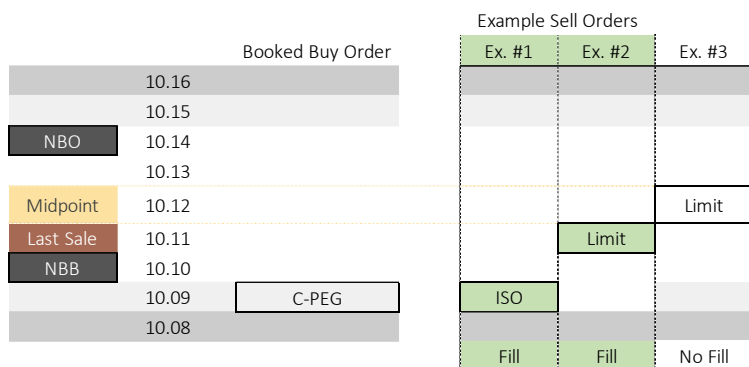 Example Sell Orders
Booked Buy Order Ex. #1 Ex. #2 Ex. #3
10.16
10.15
NBO 10.14
10.13
Midpoint 10.12 Limit
Last Sale 10.11 Limit
NBB 10.10
10.09 C-PEG ISO
10.08
Fill Fill No Fill